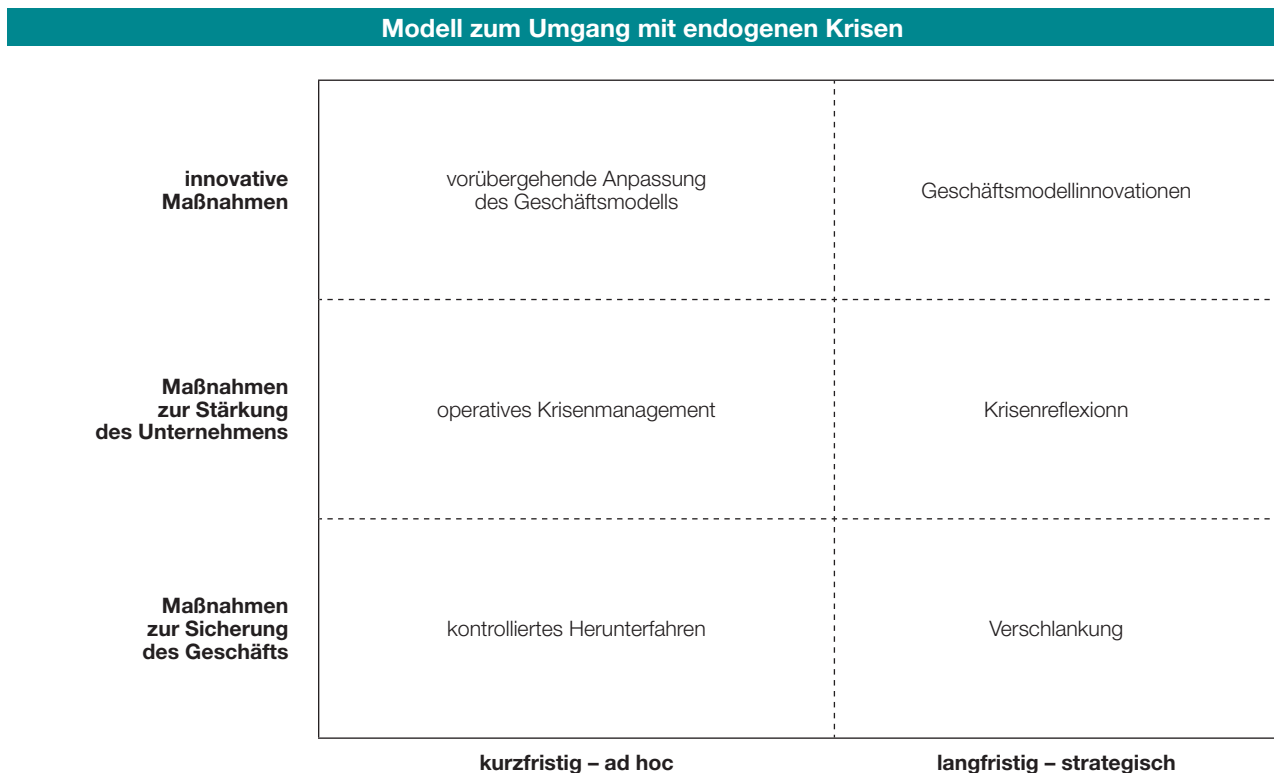 Modell zum Umgang mit endogenen Krisen
innovative
Maßnahmen
vorübergehende Anpassung
des Geschäftsmodells
Geschäftsmodellinnovationen
Maßnahmen
zur Stärkung
des Unternehmens
operatives Krisenmanagement
Krisenreflexionn
Maßnahmen
zur Sicherung
des Geschäfts
kontrolliertes Herunterfahren
Verschlankung
kurzfristig – ad hoc
langfristig – strategisch